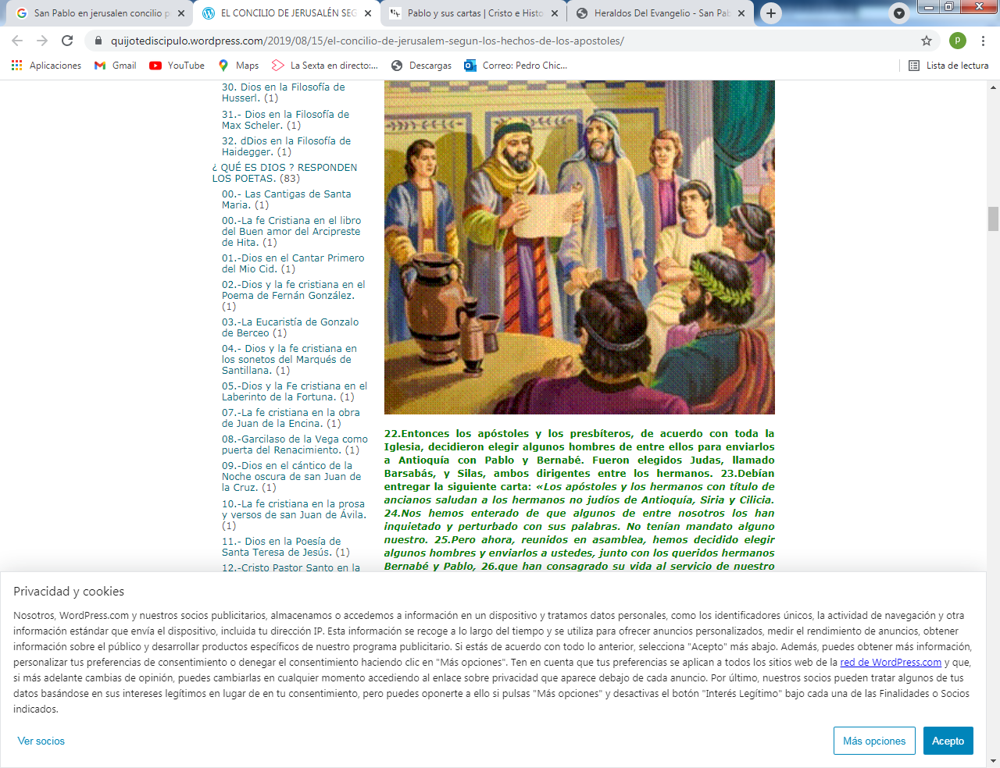 San Pablo en jerusalen concilio p
EL CONCILIO DE JERUSALÉN SEG
Pablo y sus cartas | Cristo e Histo
Heraldos Del Evangelio - San Pab
quijotediscipulo.wordpress.com/2019/08/15/el-concilio-de-jerusalem-segun-los-hechos-de-los-apostoles/
p
Aplicaciones
Gmail
YouTube
Maps
La Sexta en directo:...
Descargas
Correo: Pedro Chic...
Lista de lectura
30. Dios en la Filosofía de
Husserl. (1)
31.- Dios en la Filosofía de
Max Scheler. (1)
32. dDios en la Filosofía de
Haidegger. (1)
¿ QUÉ ES DIOS ? RESPONDEN
LOS POETAS. (83)
00.- Las Cantigas de Santa
Maria. (1)
00.-La fe Cristiana en el libro
del Buen amor del Arcipreste
de Hita. (1)
01.-Dios en el Cantar Primero
del Mio Cid. (1)
02.-Dios y la fe cristiana en el
Poema de Fernán González.
(1)
03.-La Eucaristía de Gonzalo
de Berceo (1)
04.- Dios y la fe cristiana en
los sonetos del Marqués de
Santillana. (1)
05.-Dios y la Fe cristiana en el
Laberinto de la Fortuna. (1)
07.-La fe cristiana en la obra
de Juan de la Encina. (1)
08.-Garcilaso de la Vega como
puerta del Renacimiento. (1)
09.-Dios en el cántico de la
Noche oscura de san Juan de
la Cruz. (1)
10.-La fe cristiana en la prosa
y versos de san Juan de Ávila.
(1)
11.- Dios en la Poesía de
Santa Teresa de Jesús. (1)
12.-Cristo Pastor Santo en la
22.Entonces los apóstoles y los presbíteros, de acuerdo con toda la
Iglesia, decidieron elegir algunos hombres de entre ellos para enviarlos
a Antioquía con Pablo y Bernabé. Fueron elegidos Judas, llamado
Barsabás, y Silas, ambos dirigentes entre los hermanos. 23.Debían
entregar la siguiente carta: «Los apóstoles y los hermanos con título de
ancianos saludan a los hermanos no judíos de Antioquía, Siria y Cilicia.
24.Nos hemos enterado de que algunos de entre nosotros los han
inquietado y perturbado con sus palabras. No tenían mandato alguno
nuestro. 25.Pero ahora, reunidos en asamblea, hemos decidido elegir
algunos hombres y enviarlos a ustedes, junto con los queridos hermanos
Bernabé y Pablo, 26.que han consagrado su vida al servicio de nuestro
Privacidad y cookies
Nosotros, WordPress.com y nuestros socios publicitarios, almacenamos o accedemos a información en un dispositivo y tratamos datos personales, como los identificadores únicos, la actividad de navegación y otra
información estándar que envía el dispositivo, incluida tu dirección IP. Esta información se recoge a lo largo del tiempo y se utiliza para ofrecer anuncios personalizados, medir el rendimiento de anuncios, obtener
información sobre el público y desarrollar productos específicos de nuestro programa publicitario. Si estás de acuerdo con todo lo anterior, selecciona "Acepto" más abajo. Además, puedes obtener más información,
personalizar tus preferencias de consentimiento o denegar el consentimiento haciendo clic en "Más opciones". Ten en cuenta que tus preferencias se aplican a todos los sitios web de la red de WordPress.com y que,
si más adelante cambias de opinión, puedes cambiarlas en cualquier momento accediendo al enlace sobre privacidad que aparece debajo de cada anuncio. Por último, nuestros socios pueden tratar algunos de tus
datos basándose en sus intereses legítimos en lugar de en tu consentimiento, pero puedes oponerte a ello si pulsas "Más opciones" y desactivas el botón "Interés Legítimo" bajo cada una de las Finalidades o Socios
indicados.
Ver socios
Más opciones
Acepto